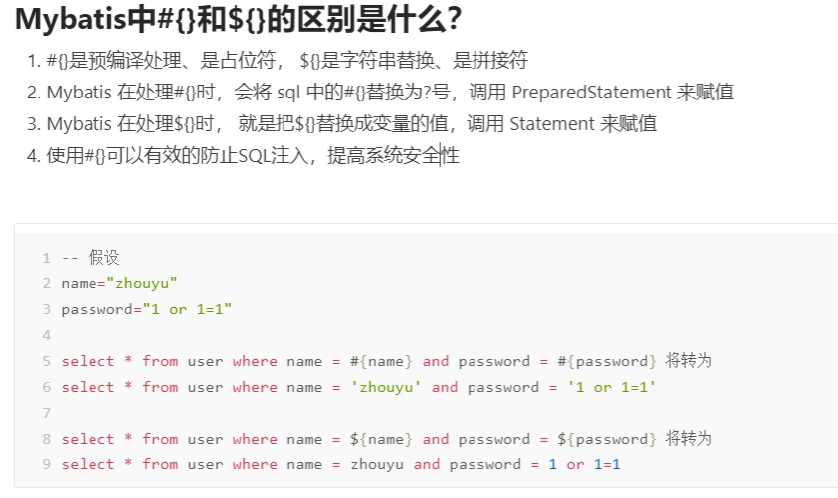 Mybatis中#{}和${}的区别是什么？
1. #{}是预编译处理、是占位符， ${}是字符串替换、是拼接符
2. Mybatis 在处理#{}时，会将 sql 中的#{}替换为?号，调用 PreparedStatement 来赋值
3. Mybatis 在处理${}时， 就是把${}替换成变量的值，调用 Statement 来赋值
4. 使用#{}可以有效的防止SQL注入，提高系统安全性
1 -- 假设
2 name="zhouyu"
3 password="1 or 1=1"
4
5 select * from user where name = #{name} and password = #{password} 将转为
6 select * from user where name = 'zhouyu' and password = '1 or 1=1'
7
8 select * from user where name = ${name} and password = ${password} 将转为
9 select * from user where name = zhouyu and password = 1 or 1=1